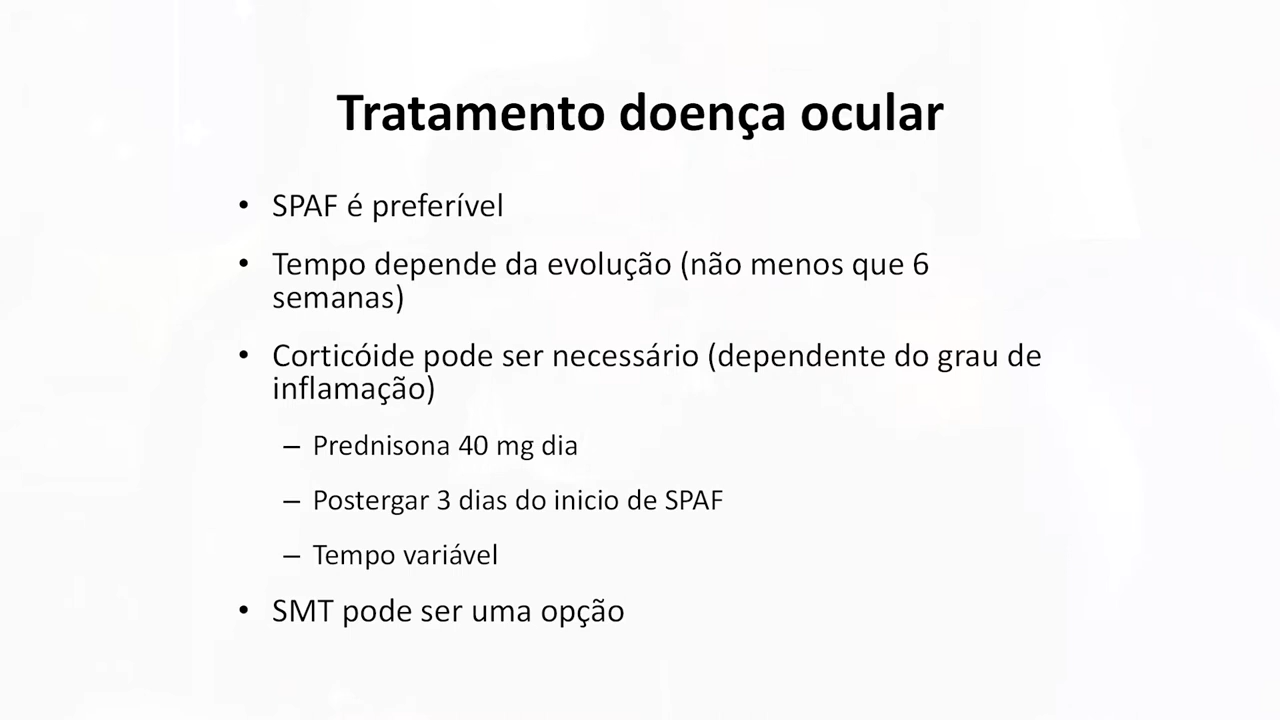 Tratamento doença ocular
• SPAF é preferível
• Tempo depende da evolução (não menos que 6
semanas)
• Corticóide pode ser necessário (dependente do grau de
inflamação)
– Prednisona 40 mg dia
– Postergar 3 dias do inicio de SPAF
– Tempo variável
• SMT pode ser uma opção